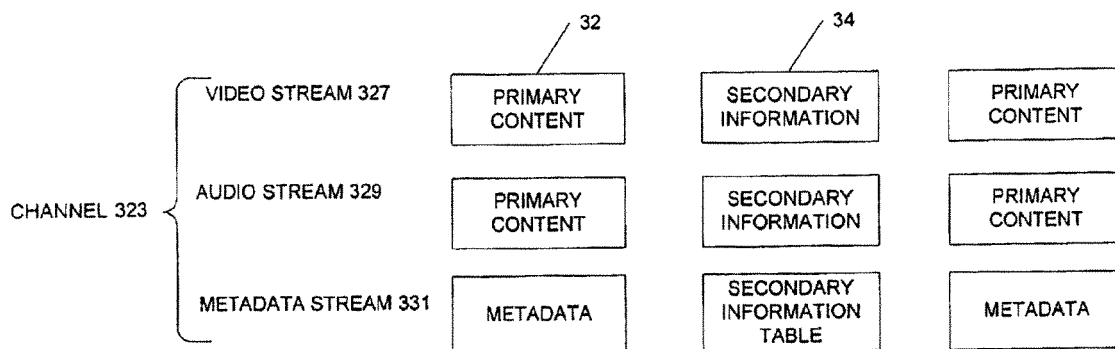 32
34
VIDEO STREAM 327
PRIMARY
CONTENT
SECONDARY
INFORMATION
PRIMARY
CONTENT
CHANNEL 323
AUDIO STREAM 329
PRIMARY
CONTENT
SECONDARY
INFORMATION
PRIMARY
CONTENT
METADATA STREAM 331
METADATA
SECONDARY
INFORMATION
TABLE
METADATA